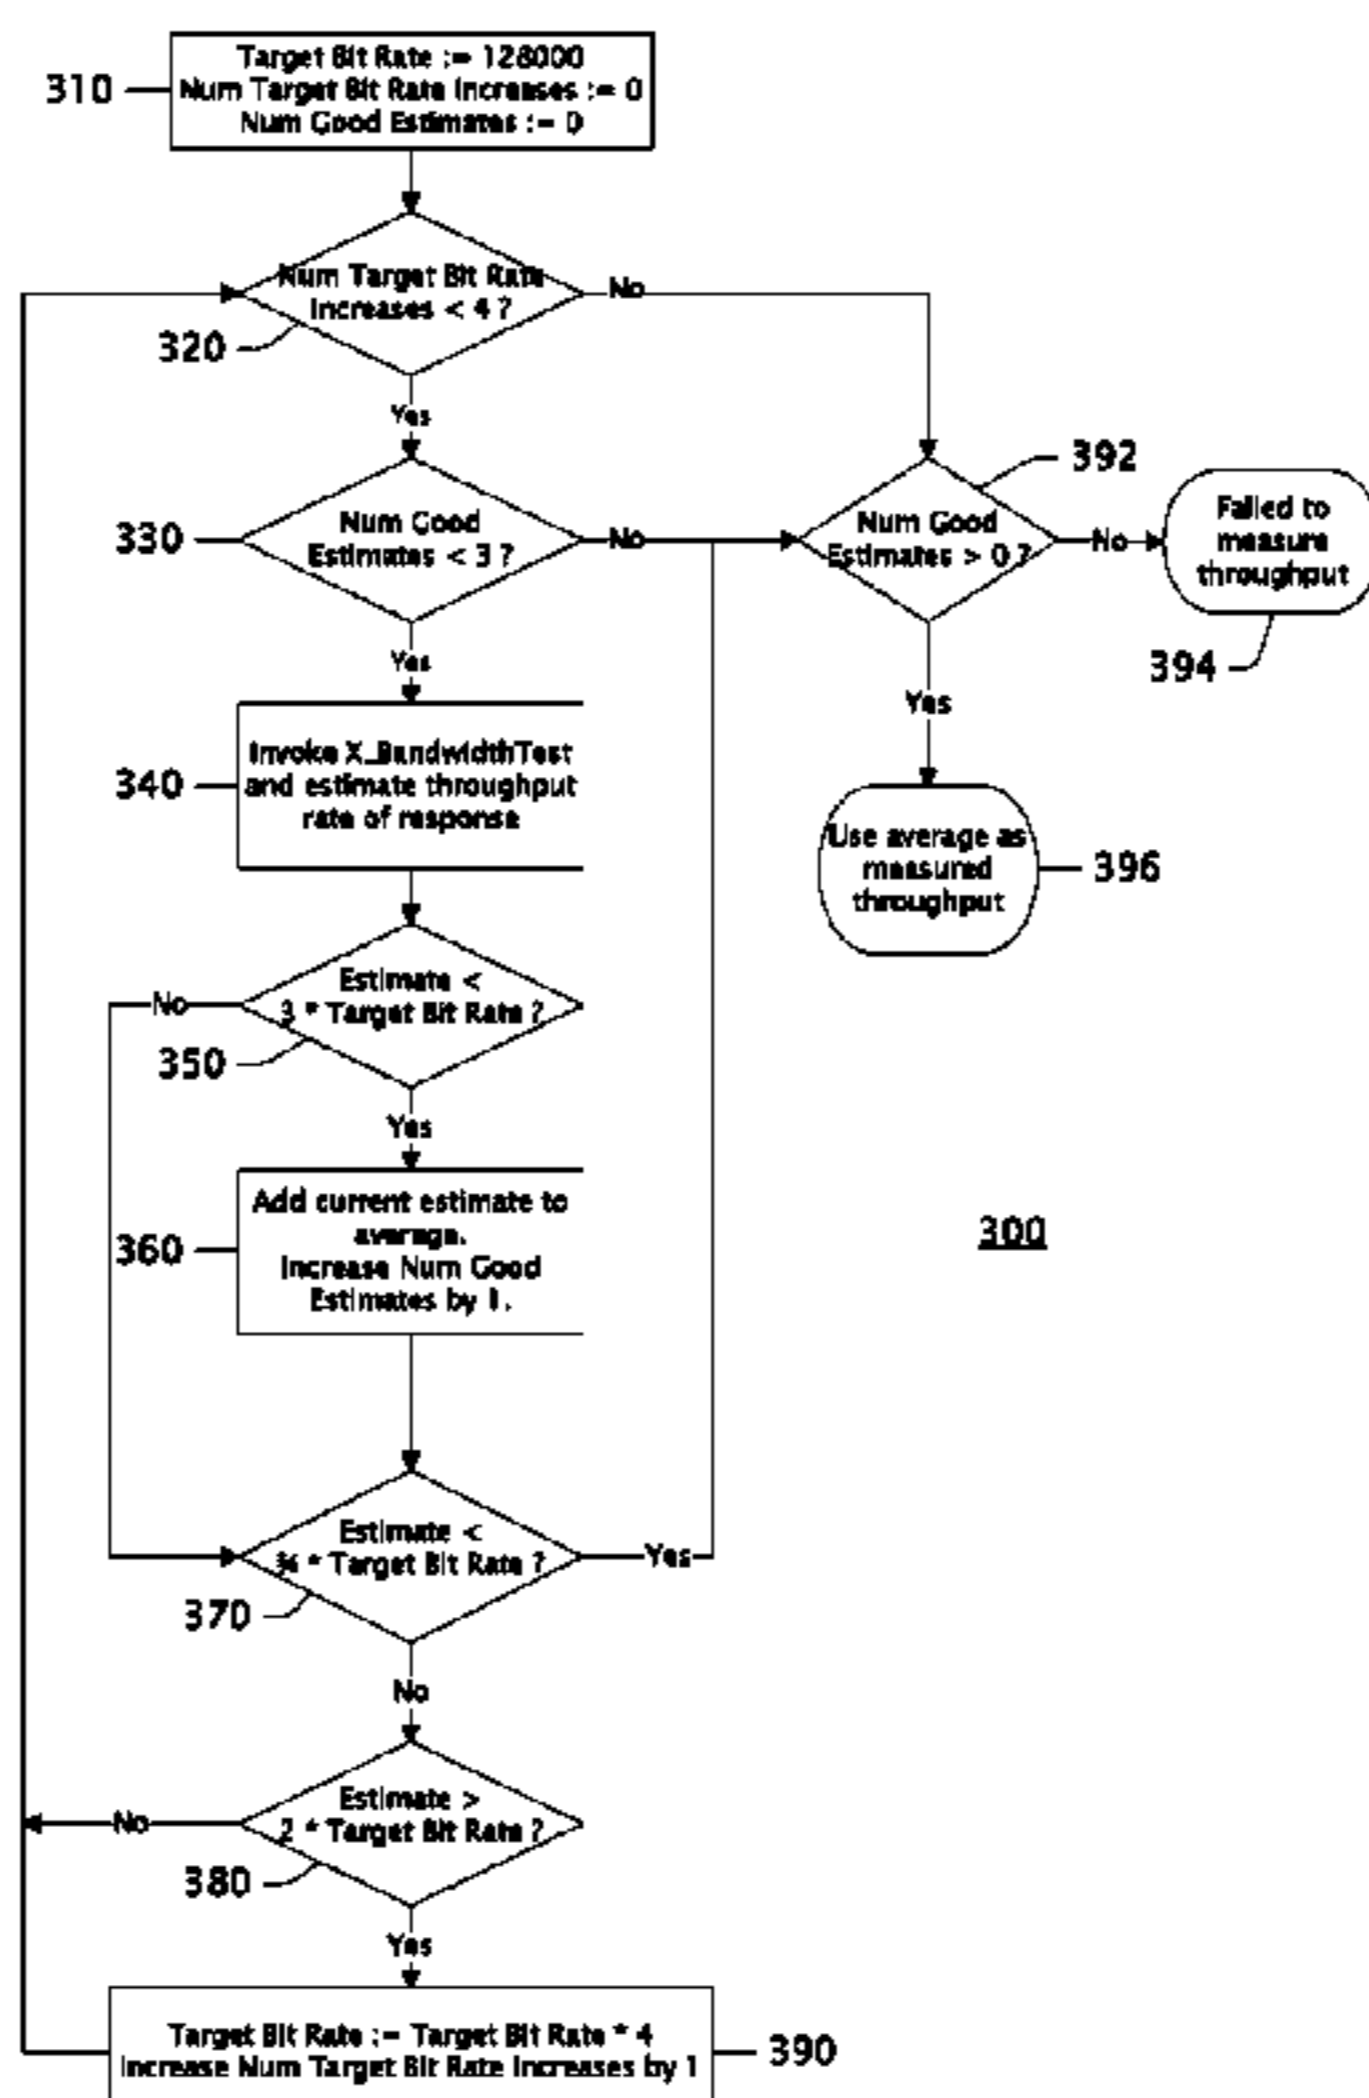 Target Bit Rate := 128000
Num Target Bit Rate Increases := 0
Num Good Estimates := 0
310
Num Target Bit Rate
Increases < 4 ?
No
320
Yes
392
Num Good
Estimates < 3 ?
330
No
Num Good
Estimates > 0 ?
No
Failed to
measure
throughput
394
Yes
Yes
Invoke X_BandwidthTest
and estimate throughput
rate of response
340
Use average as
measured
throughput
396
Estimate <
3 * Target Bit Rate ?
No
350
Yes
Add current estimate to
average.
Increase Num Good
Estimates by 1.
360
300
Estimate <
¾ * Target Bit Rate ?
Yes
370
No
Estimate >
2 * Target Bit Rate ?
No
380
Yes
Target Bit Rate := Target Bit Rate * 4
Increase Num Target Bit Rate Increases by 1
390